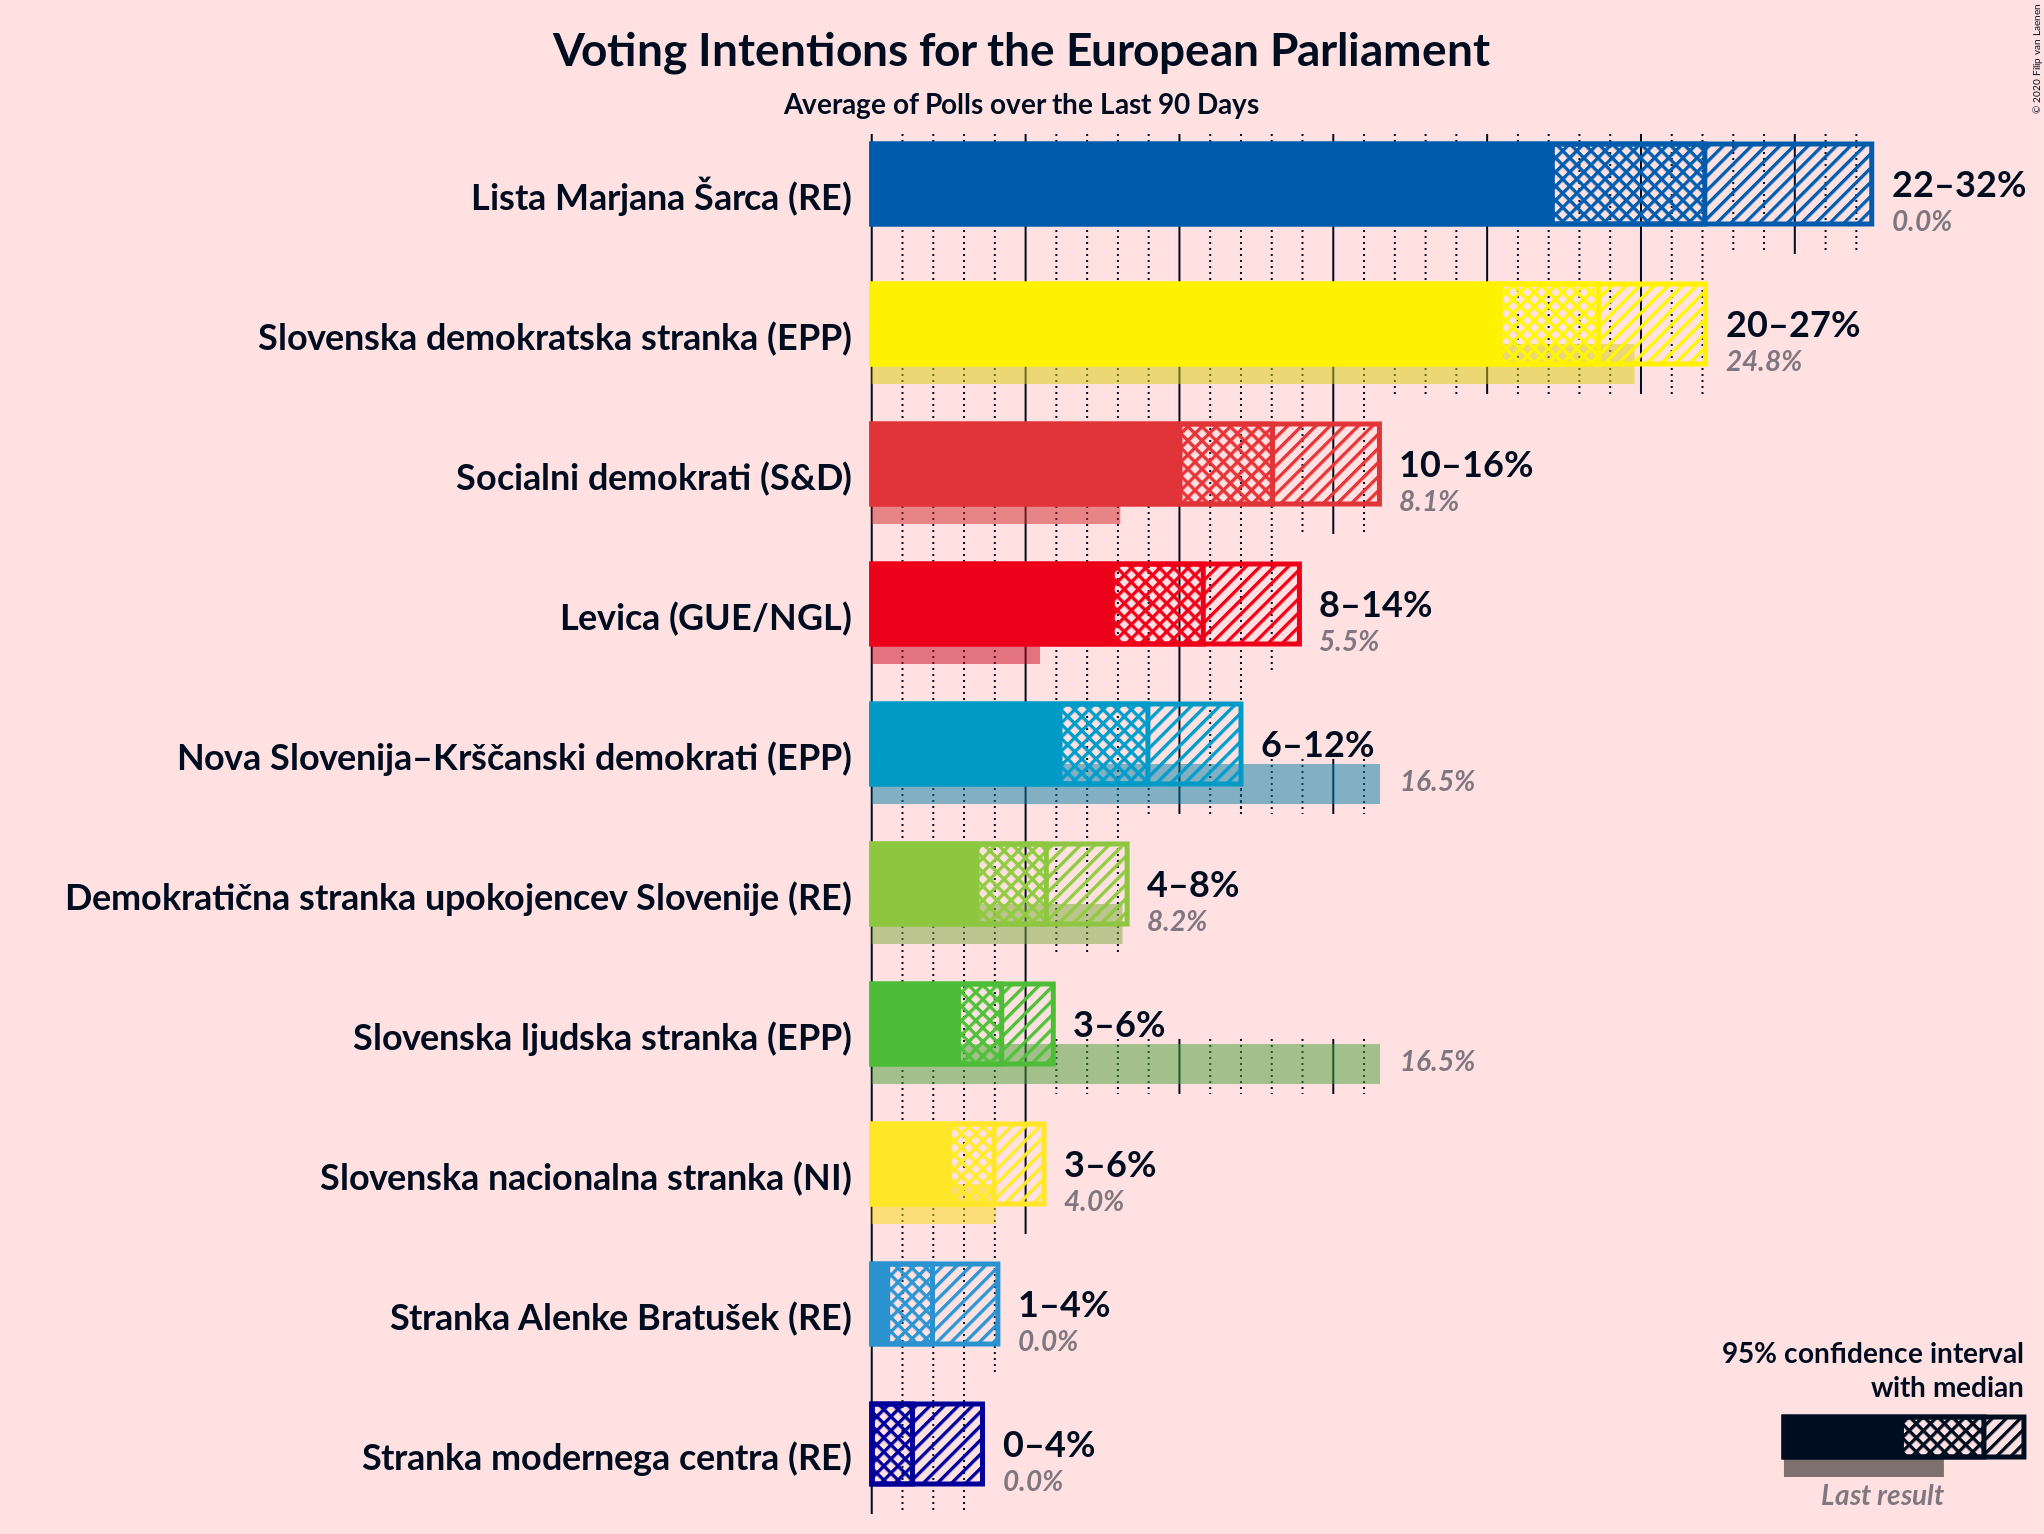 Voting Intentions for the European Parliament
Average of Polls over the Last 90 Days
© 2020 Filip van Laenen
Lista Marjana Šarca (RE)
22–32%
0.0%
Slovenska demokratska stranka (EPP)
20–27%
24.8%
Socialni demokrati (S&D)
10–16%
8.1%
Levica (GUE/NGL)
8–14%
5.5%
Nova Slovenija–Krščanski demokrati (EPP)
6–12%
16.5%
Demokratična stranka upokojencev Slovenije (RE)
4–8%
8.2%
Slovenska ljudska stranka (EPP)
3–6%
16.5%
Slovenska nacionalna stranka (NI)
3–6%
4.0%
Stranka Alenke Bratušek (RE)
1–4%
0.0%
Stranka modernega centra (RE)
0–4%
0.0%
95% confidence interval
with median
Last result